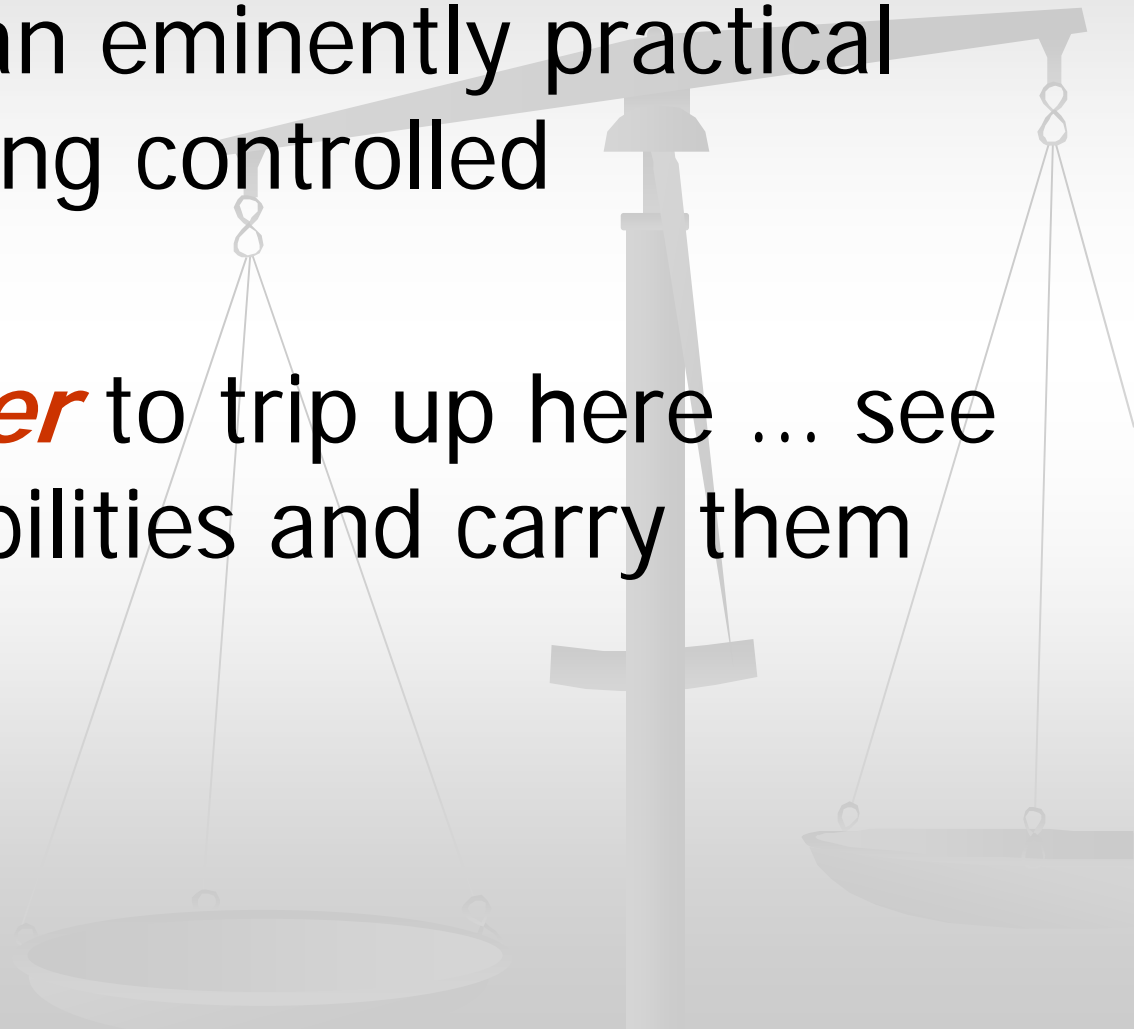 an eminently practical
ng controlled
er to trip up here ... see
bilities and carry them